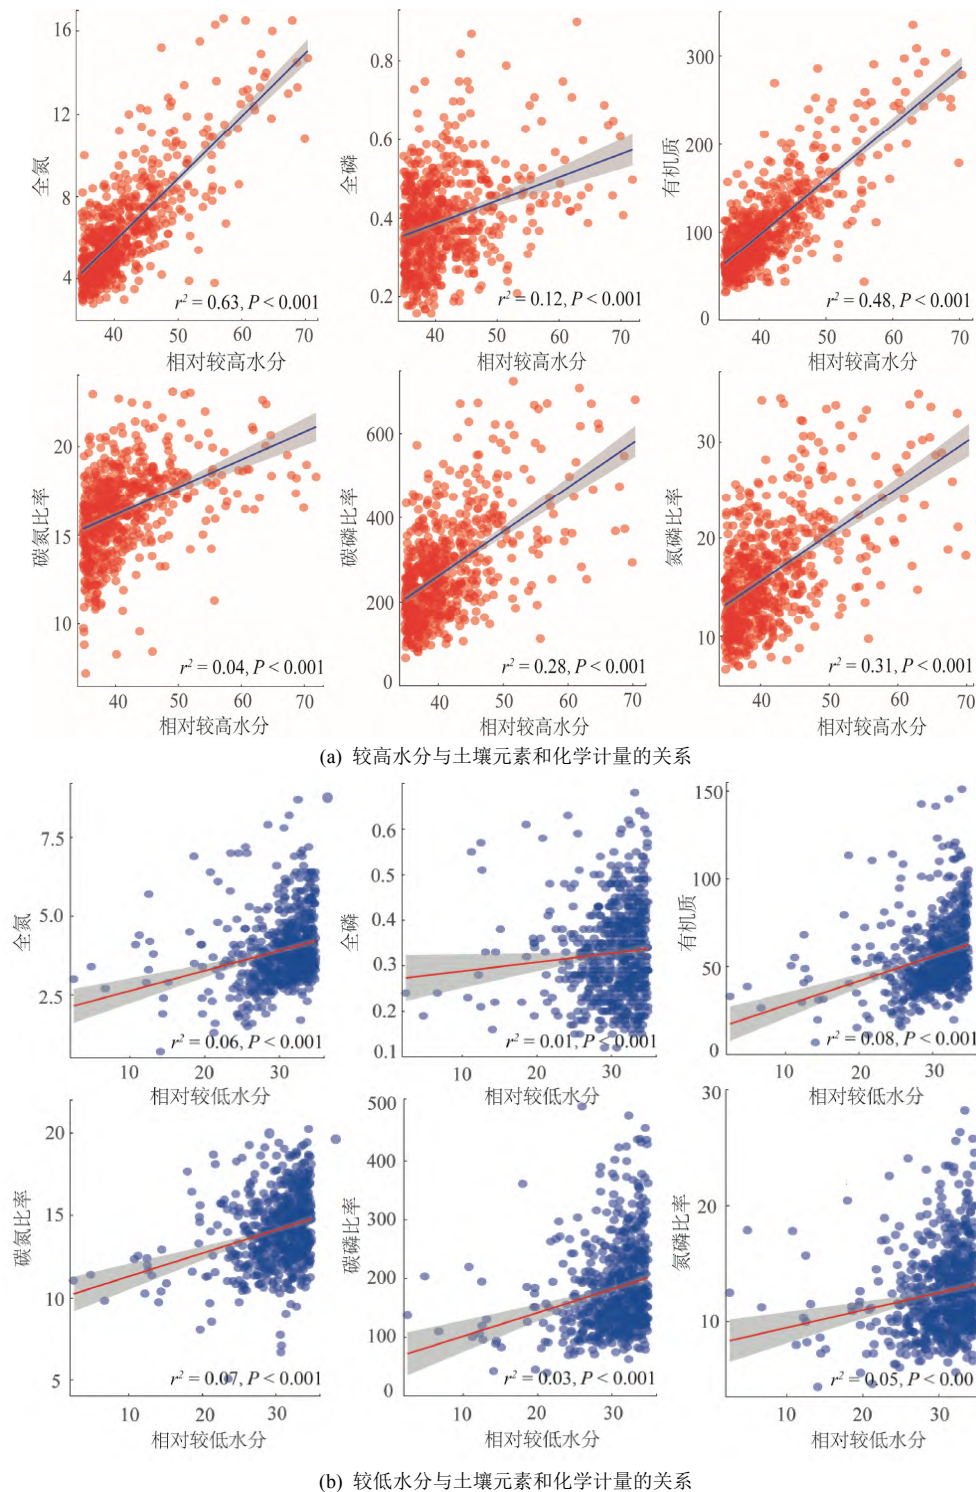 16
12
8
4
全氮
r² = 0.63, P < 0.001
40 50 60 70
相对较高水分
0.8
0.6
0.4
0.2
全磷
r² = 0.12, P < 0.001
40 50 60 70
相对较高水分
300
200
100
0
有机质
r² = 0.48, P < 0.001
40 50 60 70
相对较高水分
20
15
10
碳氮比率
r² = 0.04, P < 0.001
40 50 60 70
相对较高水分
600
400
200
0
碳磷比率
r² = 0.28, P < 0.001
40 50 60 70
相对较高水分
30
20
10
氮磷比率
r² = 0.31, P < 0.001
40 50 60 70
相对较高水分
(a) 较高水分与土壤元素和化学计量的关系
7.5
5.0
2.5
全氮
r² = 0.06, P < 0.001
10 20 30
相对较低水分
0.6
0.5
0.4
0.3
0.2
0.1
全磷
r² = 0.01, P < 0.001
10 20 30
相对较低水分
150
100
50
0
有机质
r² = 0.08, P < 0.001
10 20 30
相对较低水分
20
15
10
5
碳氮比率
r² = 0.07, P < 0.001
10 20 30
相对较低水分
500
400
300
200
100
0
碳磷比率
r² = 0.03, P < 0.001
10 20 30
相对较低水分
30
20
10
氮磷比率
r² = 0.05, P < 0.00
10 20 30
相对较低水分
(b) 较低水分与土壤元素和化学计量的关系